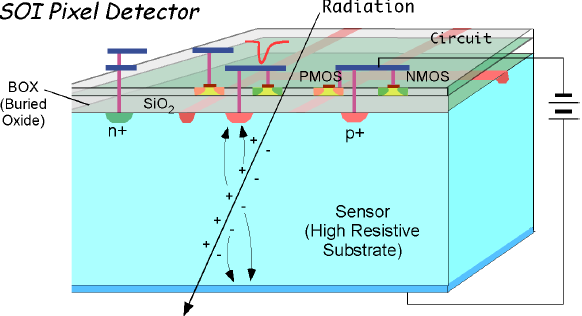 SOI Pixel Detector
Radiation
Circuit
PMOS
NMOS
BOX
(Buried
Oxide)
SiO2
n+
p+
+ -
+ -
+ -
+ -
+ -
+ -
Sensor
(High Resistive
Substrate)